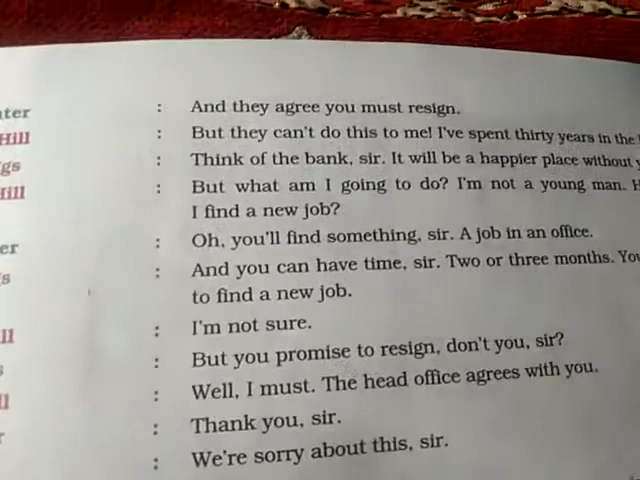 : And they agree you must resign.
Hill : But they can't do this to me! I've spent thirty years in the
: Think of the bank, sir. It will be a happier place without
Hill : But what am I going to do? I'm not a young man.
I find a new job?
: Oh, you'll find something, sir. A job in an office.
: And you can have time, sir. Two or three months.
to find a new job.
: I'm not sure.
: But you promise to resign, don't you, sir?
: Well, I must. The head office agrees with you.
: Thank you, sir.
: We're sorry about this, sir.